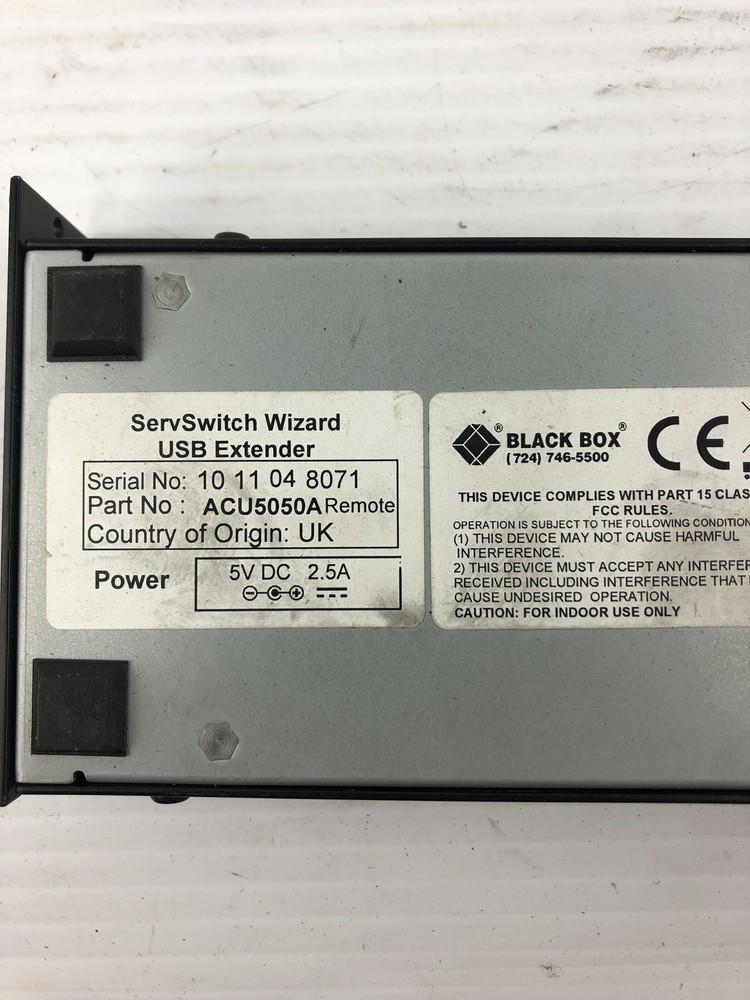 ServSwitch Wizard
USB Extender
Serial No: 10 11 04 8071
Part No : ACU5050A Remote
Country of Origin: UK
Power
5V DC 2.5A
® BLACK BOX®
(724) 746-5500
CE
THIS DEVICE COMPLIES WITH PART 15 CLAS
FCC RULES.
OPERATION IS SUBJECT TO THE FOLLOWING CONDITION
(1) THIS DEVICE MAY NOT CAUSE HARMFUL
INTERFERENCE.
2) THIS DEVICE MUST ACCEPT ANY INTERFER
RECEIVED INCLUDING INTERFERENCE THAT
CAUSE UNDESIRED OPERATION.
CAUTION: FOR INDOOR USE ONLY